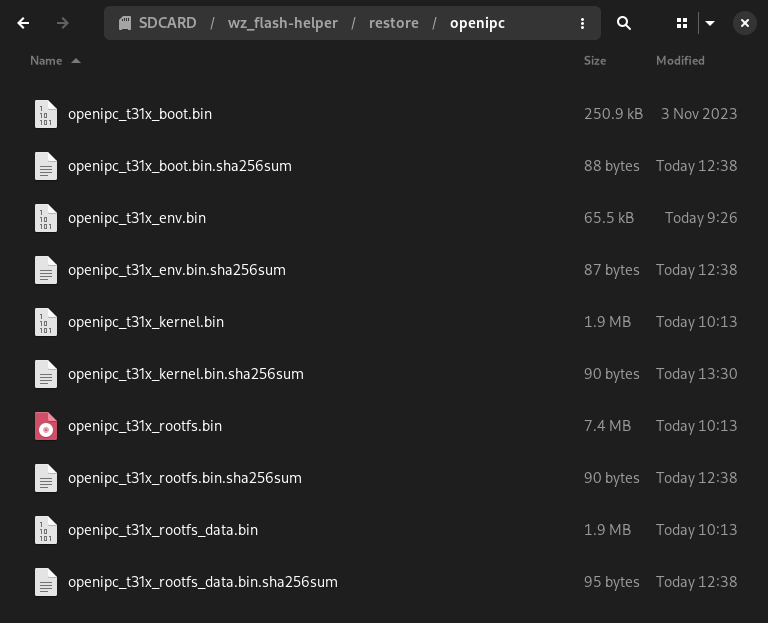 SDCARD / wz_flash-helper / restore / openipc
Name Size Modified
openipc_t31x_boot.bin 250.9 kB 3 Nov 2023
openipc_t31x_boot.bin.sha256sum 88 bytes Today 12:38
openipc_t31x_env.bin 65.5 kB Today 9:26
openipc_t31x_env.bin.sha256sum 87 bytes Today 12:38
openipc_t31x_kernel.bin 1.9 MB Today 10:13
openipc_t31x_kernel.bin.sha256sum 90 bytes Today 13:30
openipc_t31x_rootfs.bin 7.4 MB Today 10:13
openipc_t31x_rootfs.bin.sha256sum 90 bytes Today 12:38
openipc_t31x_rootfs_data.bin 1.9 MB Today 10:13
openipc_t31x_rootfs_data.bin.sha256sum 95 bytes Today 12:38